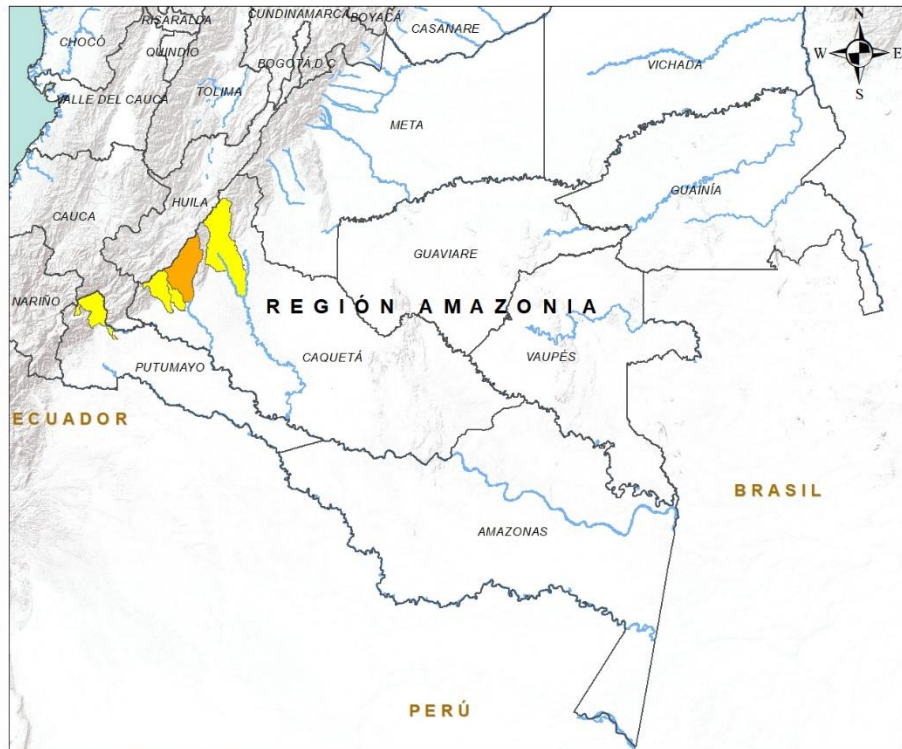 CUNDINAMARCA
BOYACÁ
RISARALDA
CASANARE
N
CHOCÓ
QUINDIO
BOGOTÁ, D.C
W
E
VICHADA
S
TOLIMA
VALLE DEL CAUCA
META
GUAINÍA
HUILA
CAUCA
GUAVIARE
NARIÑO
REGIÓN AMAZONIA
CAQUETÁ
VAUPÉS
PUTUMAYO
ECUADOR
BRASIL
AMAZONAS
PERÚ